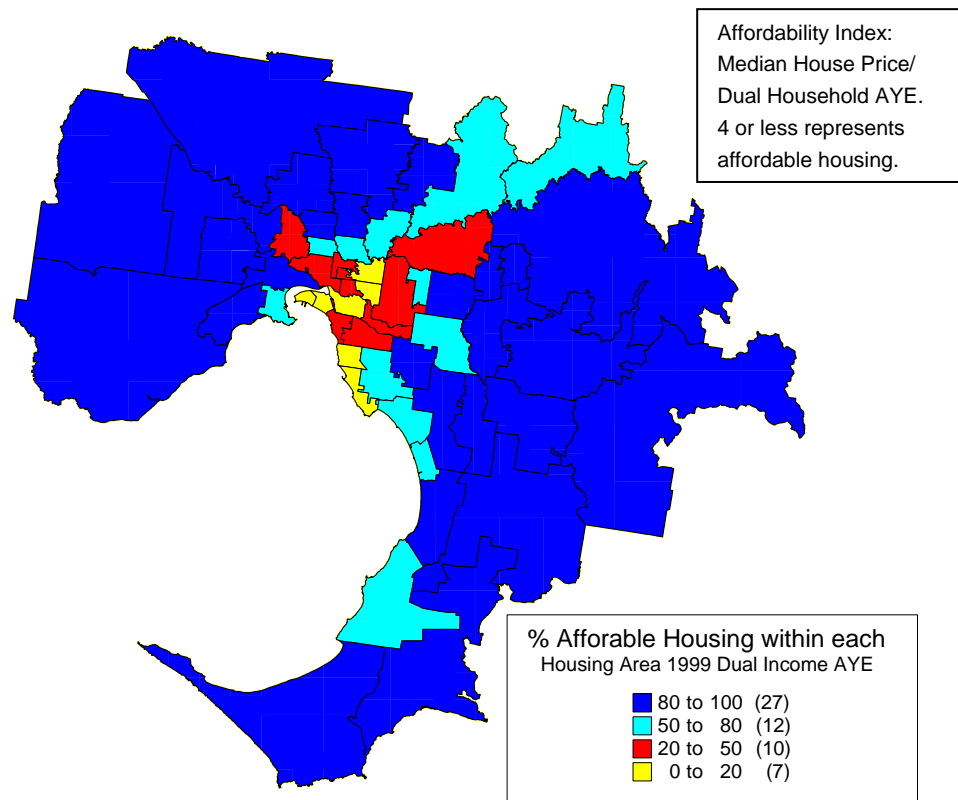 Affordability Index:
Median House Price/
Dual Household AYE.
4 or less represents
affordable housing.
% Afforable Housing within each
Housing Area 1999 Dual Income AYE
80 to 100 (27)
50 to 80 (12)
20 to 50 (10)
0 to 20 (7)